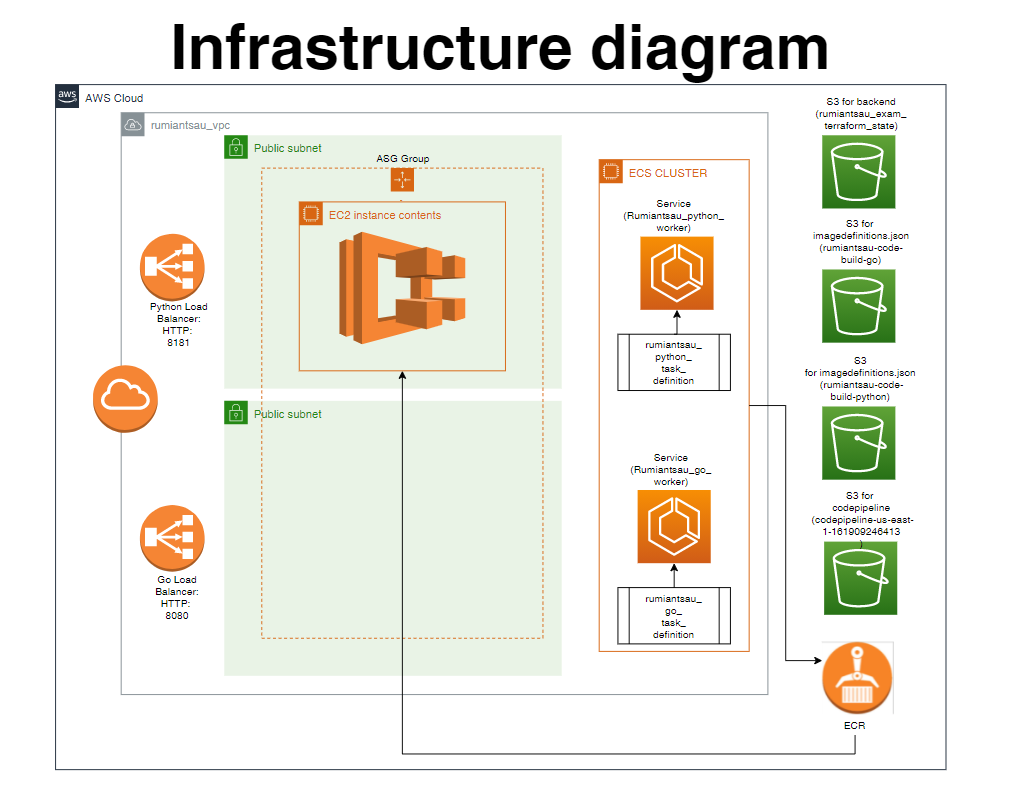 Infrastructure diagram
aws
AWS Cloud
rumiantsau_vpc
Public subnet
ASG Group
EC2 instance contents
Python Load
Balancer:
HTTP:
8181
Public subnet
Go Load
Balancer:
HTTP:
8080
ECS CLUSTER
Service
(Rumiantsau_python_
worker)
rumiantsau_
python_
task_
definition
Service
(Rumiantsau_go_
worker)
rumiantsau_
go_
task_
definition
S3 for backend
(rumiantsau_exam_
terraform_state)
S3 for
imagedefinitions.json
(rumiantsau-code-
build-go)
S3
for imagedefinitions.json
(rumiantsau-code-
build-python)
S3 for
codepipeline
(codepipeline-us-east-
1-161909246413
)
ECR